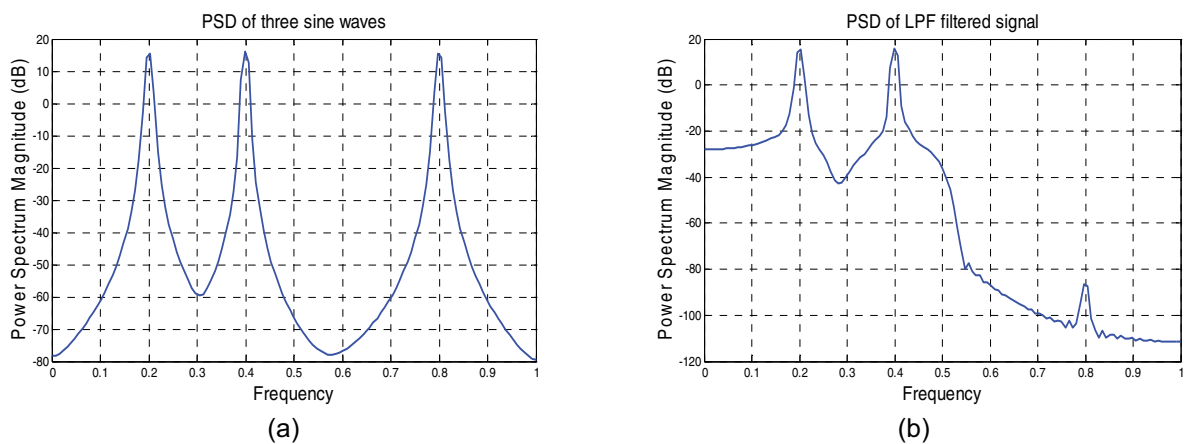 PSD of three sine waves
20
10
0
-10
-20
-30
-40
-50
-60
-70
-80
Power Spectrum Magnitude (dB)
0 0.1 0.2 0.3 0.4 0.5 0.6 0.7 0.8 0.9 1
Frequency
(a)
PSD of LPF filtered signal
20
0
-20
-40
-60
-80
-100
-120
Power Spectrum Magnitude (dB)
0 0.1 0.2 0.3 0.4 0.5 0.6 0.7 0.8 0.9 1
Frequency
(b)